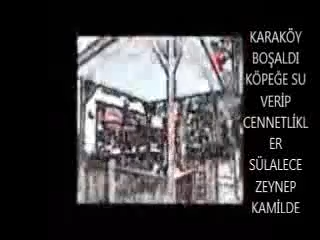 KARAKÖY
BOŞALDI
KÖPEĞE SU
VERİP
CENNETLİKL
ER
SÜLALECE
ZEYNEP
KAMİLDE